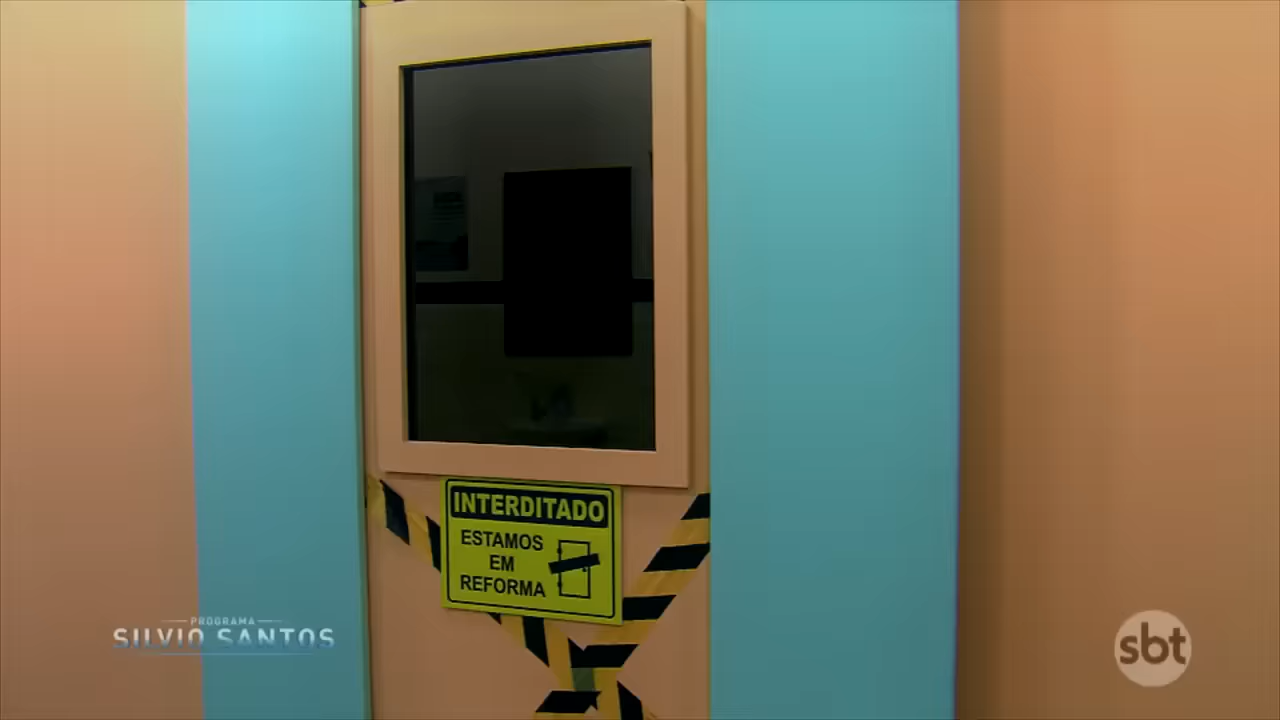 INTERDITADO
ESTAMOS
EM
REFORMA
PROGRAMA
SILVIO SANTOS
sbt